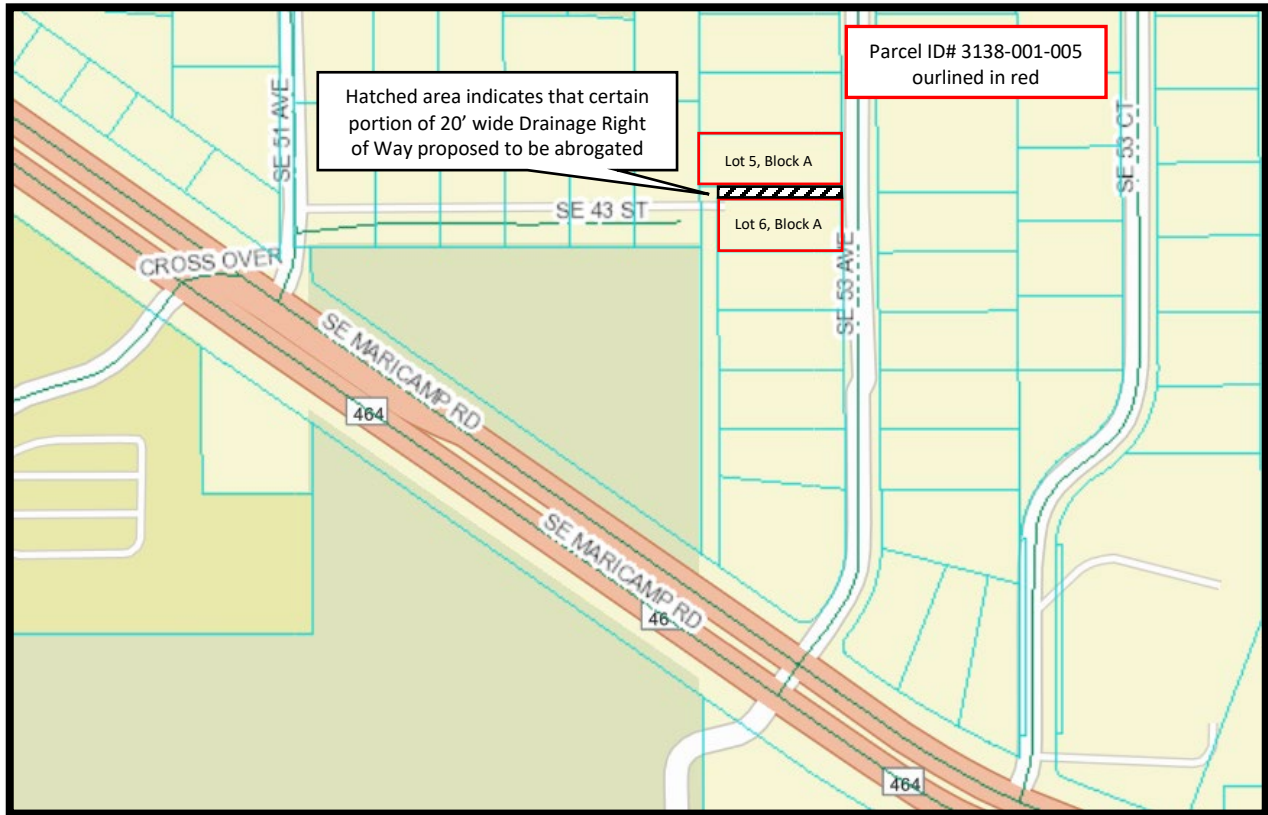 Parcel ID# 3138-001-005
ourlined in red
Hatched area indicates that certain
portion of 20' wide Drainage Right
of Way proposed to be abrogated
SE 51 AVE
SE 53 CT
Lot 5, Block A
SE 43 ST
Lot 6, Block A
CROSS OVER
SE 53 AVE
SE MARICAMP RD
464
SE MARICAMP RD
46
464